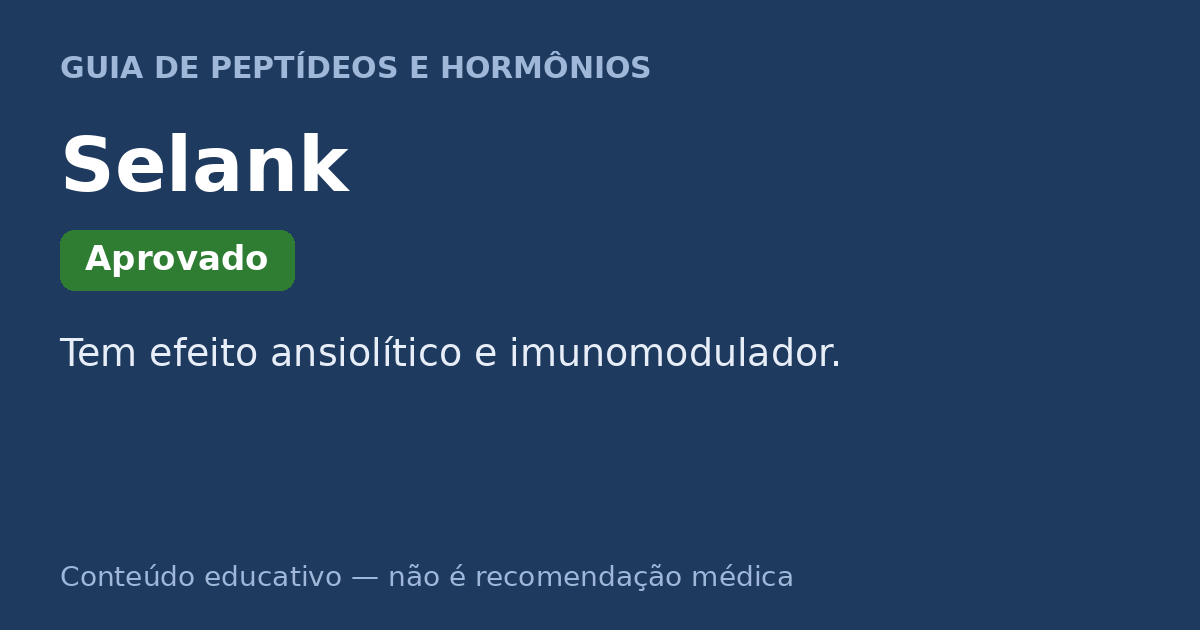 GUIA DE PEPTÍDEOS E HORMÔNIOS
Selank
Aprovado
Tem efeito ansiolítico e imunomodulador.
Conteúdo educativo — não é recomendação médica